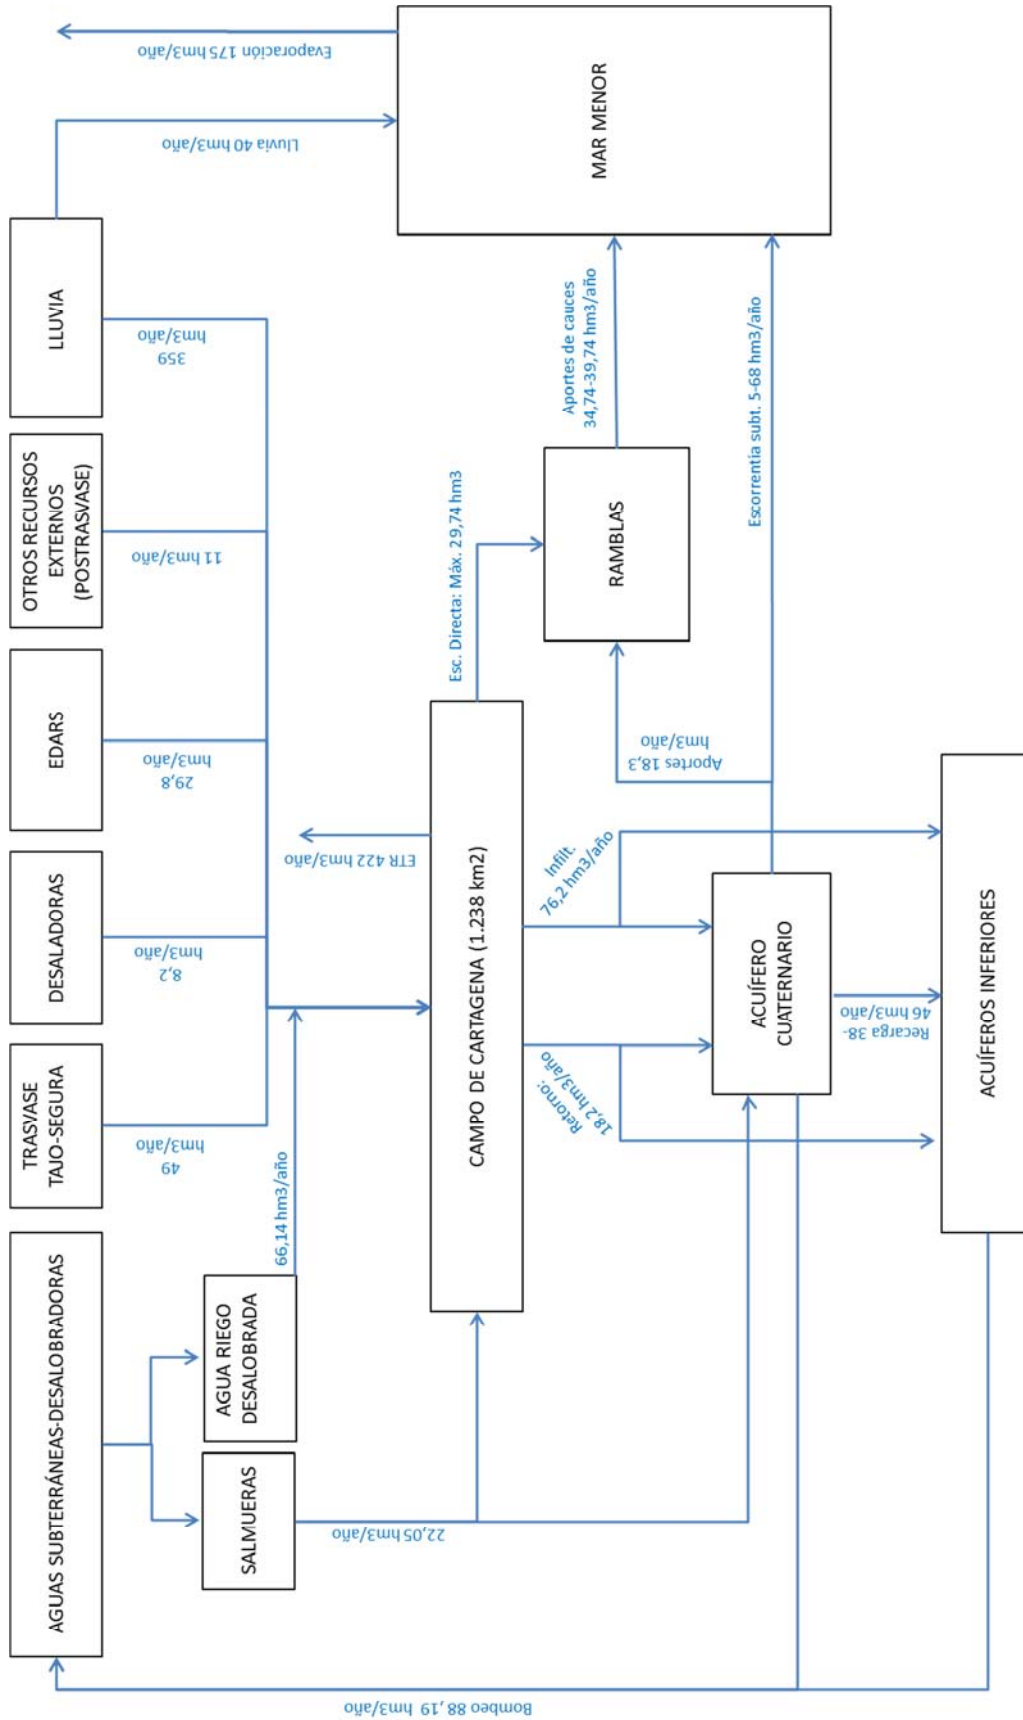 AGUAS SUBTERRÁNEAS-DESALOBRADORAS
TRASVASE
TAJO-SEGURA
DESALADORAS
EDARS
OTROS RECURSOS
EXTERNOS
(POSTRASVASE)
LLUVIA
49
hm3/año
8,2
hm3/año
29,8
hm3/año
11 hm3/año
359
hm3/año
Lluvia 40 hm3/año
Evaporación 175 hm3/año
SALMUERAS
AGUA RIEGO
DESALOBRADA
66,14 hm3/año
22,05 hm3/año
ETR 422 hm3/año
CAMPO DE CARTAGENA (1.238 km2)
Esc. Directa: Máx. 29,74 hm3
RAMBLAS
Aportes de cauces
34,74-39,74 hm3/año
MAR MENOR
Retorno:
18,2 hm3/año
Infilt.
76,2 hm3/año
Aportes 18,3
hm3/año
Escorrentia subt. 5-68 hm3/año
ACUÍFERO
CUATERNARIO
Recarga 38-
46 hm3/año
ACUÍFEROS INFERIORES
Bombeo 88,19 hm3/año